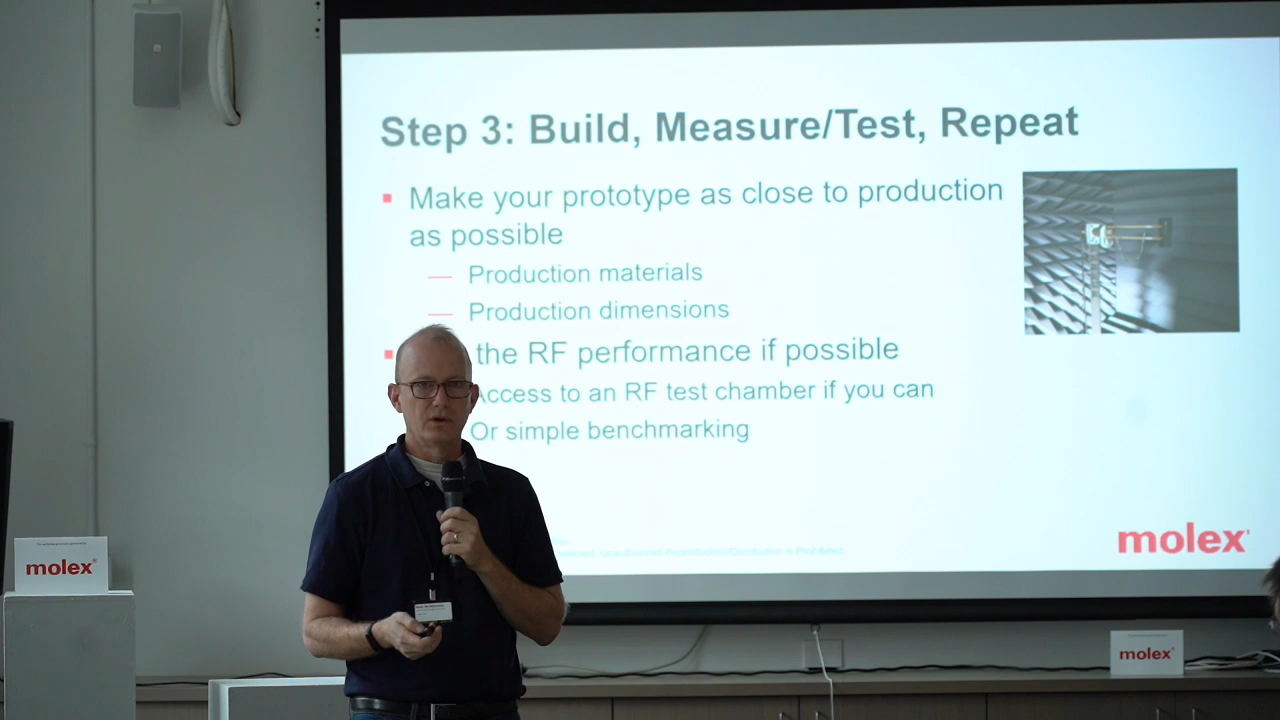 Step 3: Build, Measure/Test, Repeat
Make your prototype as close to production
as possible
Production materials
Production dimensions
the RF performance if possible
Access to an RF test chamber if you can
Or simple benchmarking
molex
molex
molex